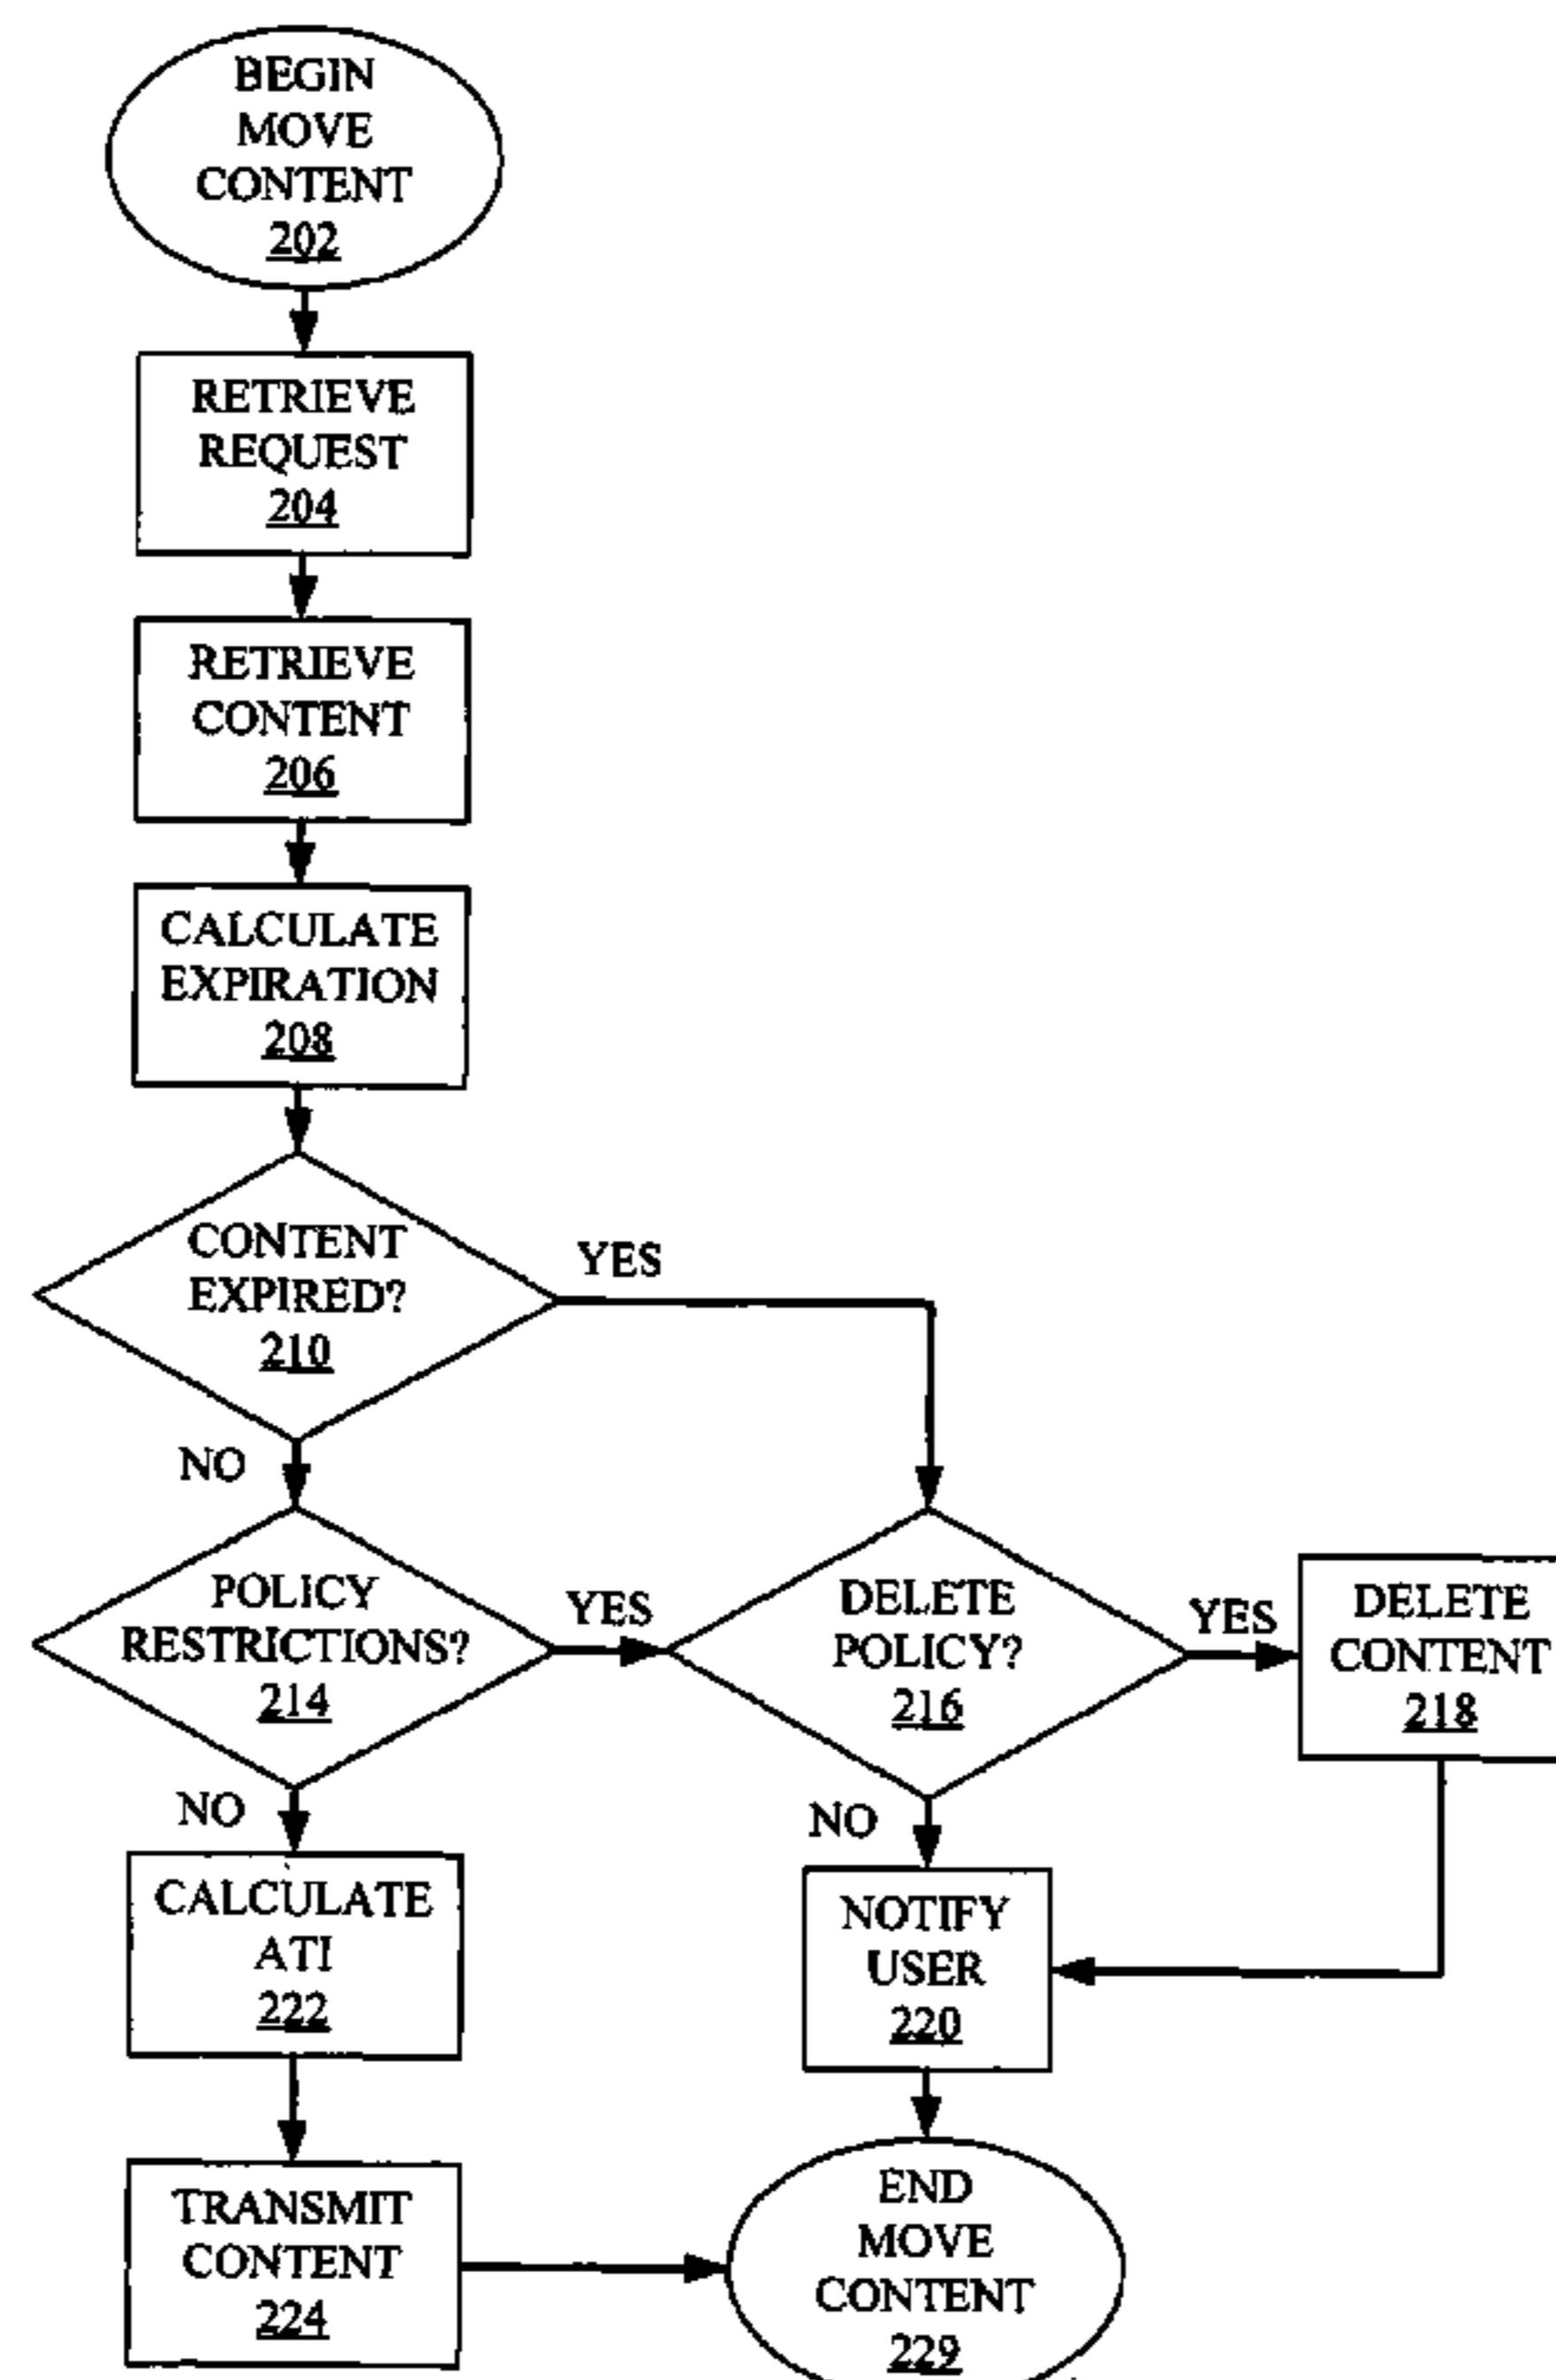 BEGIN
MOVE
CONTENT
202
RETRIEVE
REQUEST
204
RETRIEVE
CONTENT
206
CALCULATE
EXPIRATION
208
CONTENT
EXPIRED?
210
YES
NO
POLICY
RESTRICTIONS?
214
YES
DELETE
POLICY?
216
YES
DELETE
CONTENT
218
NO
NO
CALCULATE
ATI
222
NOTIFY
USER
220
TRANSMIT
CONTENT
224
END
MOVE
CONTENT
229